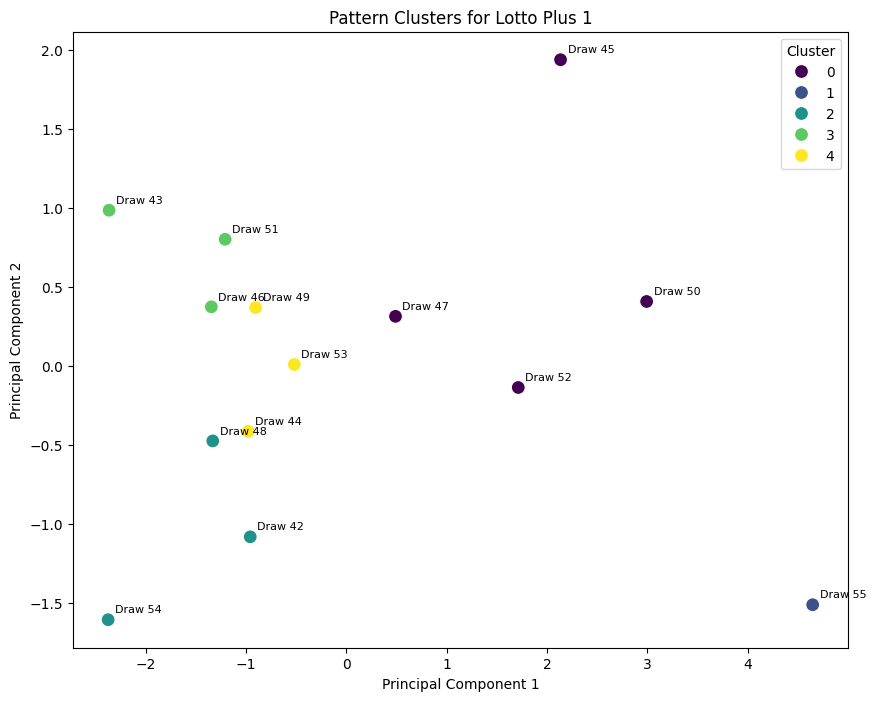 Pattern Clusters for Lotto Plus 1
Principal Component 2
2.0
1.5
1.0
0.5
0.0
−0.5
−1.0
−1.5
Draw 45
Draw 43
Draw 51
Draw 46
Draw 49
Draw 47
Draw 50
Draw 53
Draw 52
Draw 44
Draw 48
Draw 42
Draw 54
Draw 55
Cluster
0
1
2
3
4
−2
−1
0
1
2
3
4
Principal Component 1